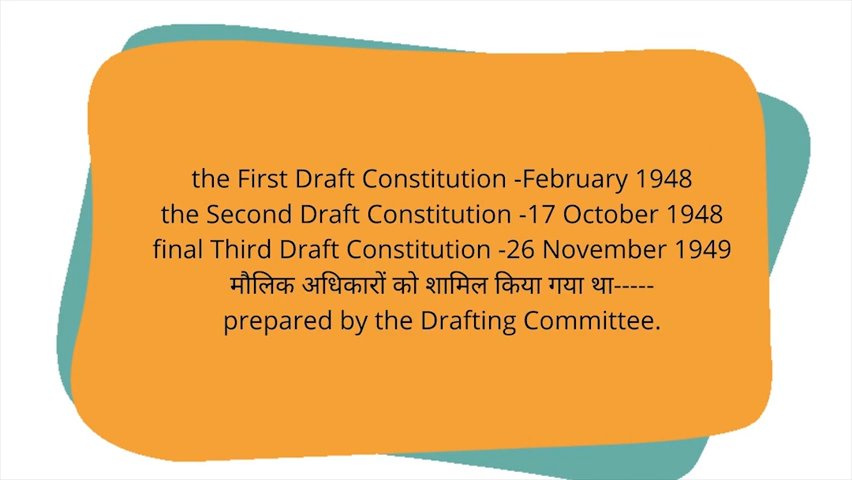 the First Draft Constitution -February 1948
the Second Draft Constitution -17 October 1948
final Third Draft Constitution -26 November 1949
मौलिक अधिकारों को शामिल किया गया था-----
prepared by the Drafting Committee.